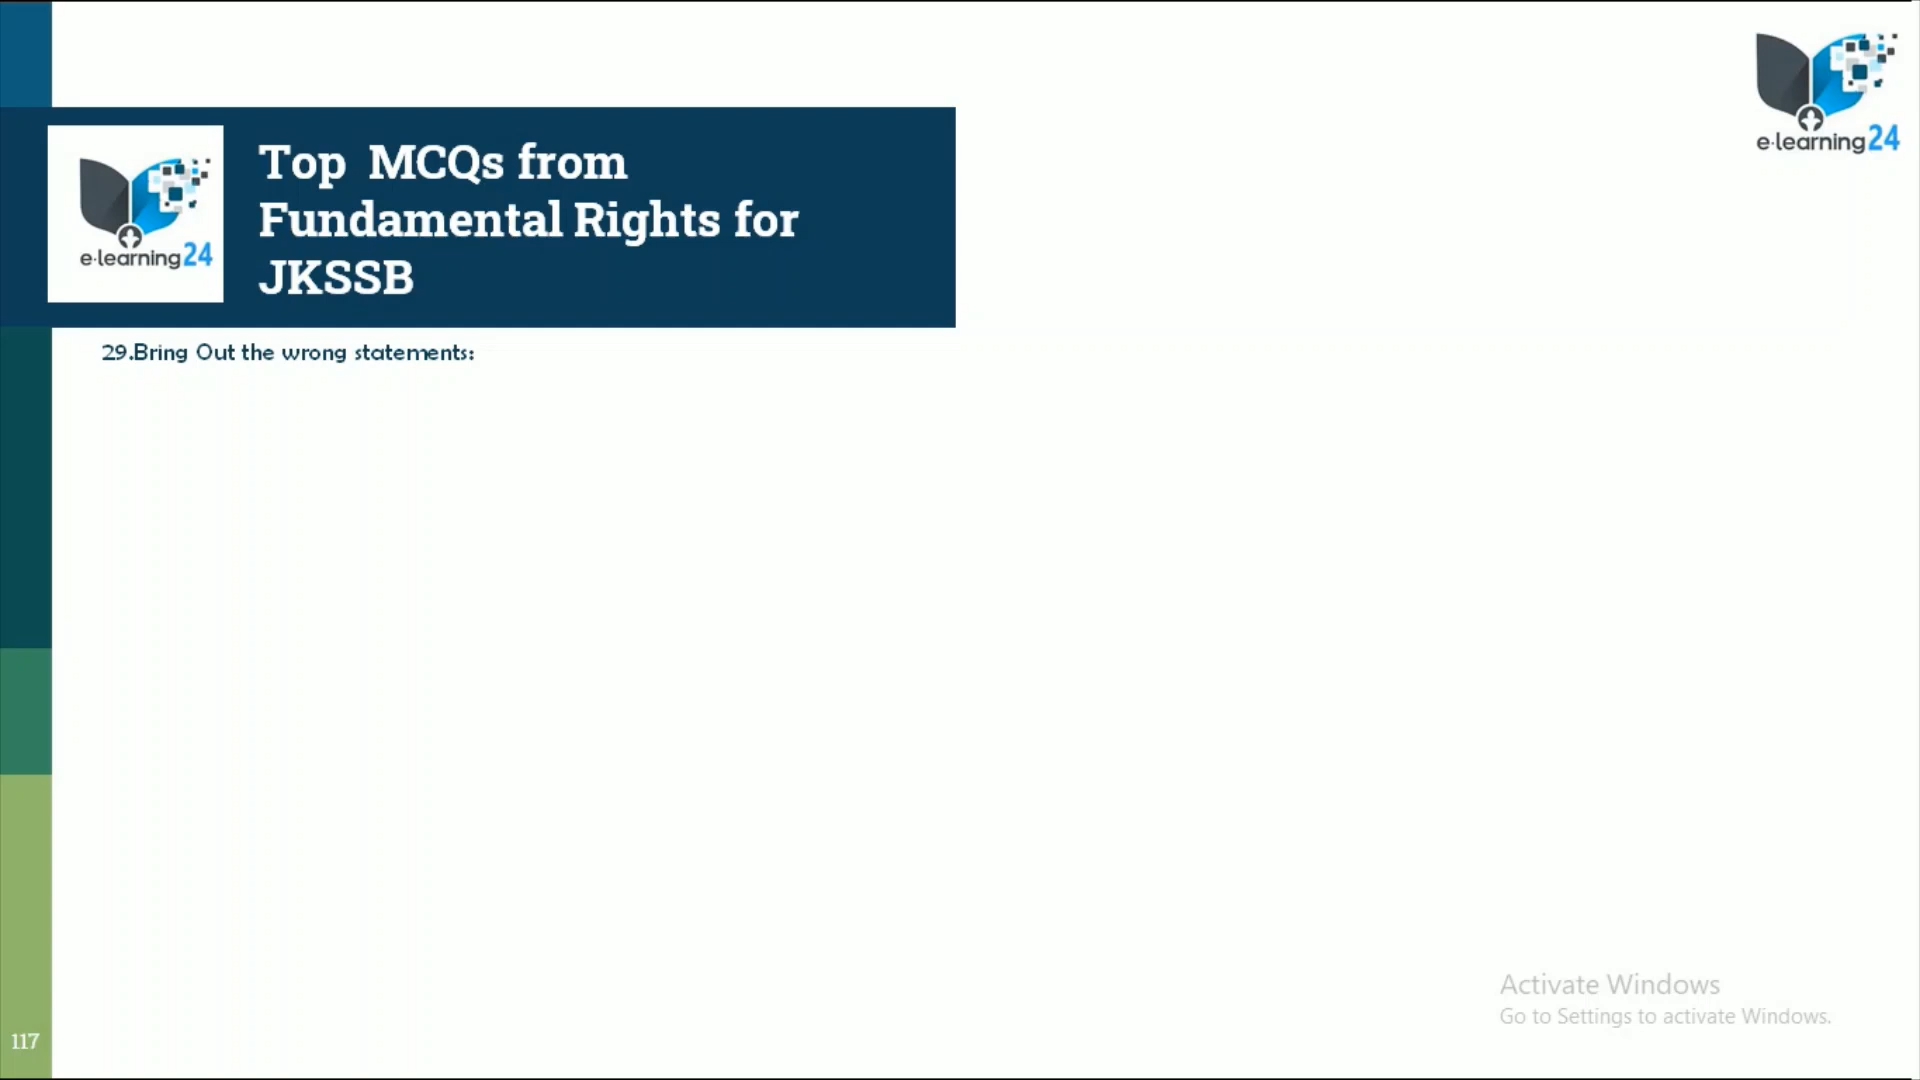 e·learning24
e·learning24
Top MCQs from
Fundamental Rights for
JKSSB
29.Bring Out the wrong statements:
Activate Windows
Go to Settings to activate Windows.
117